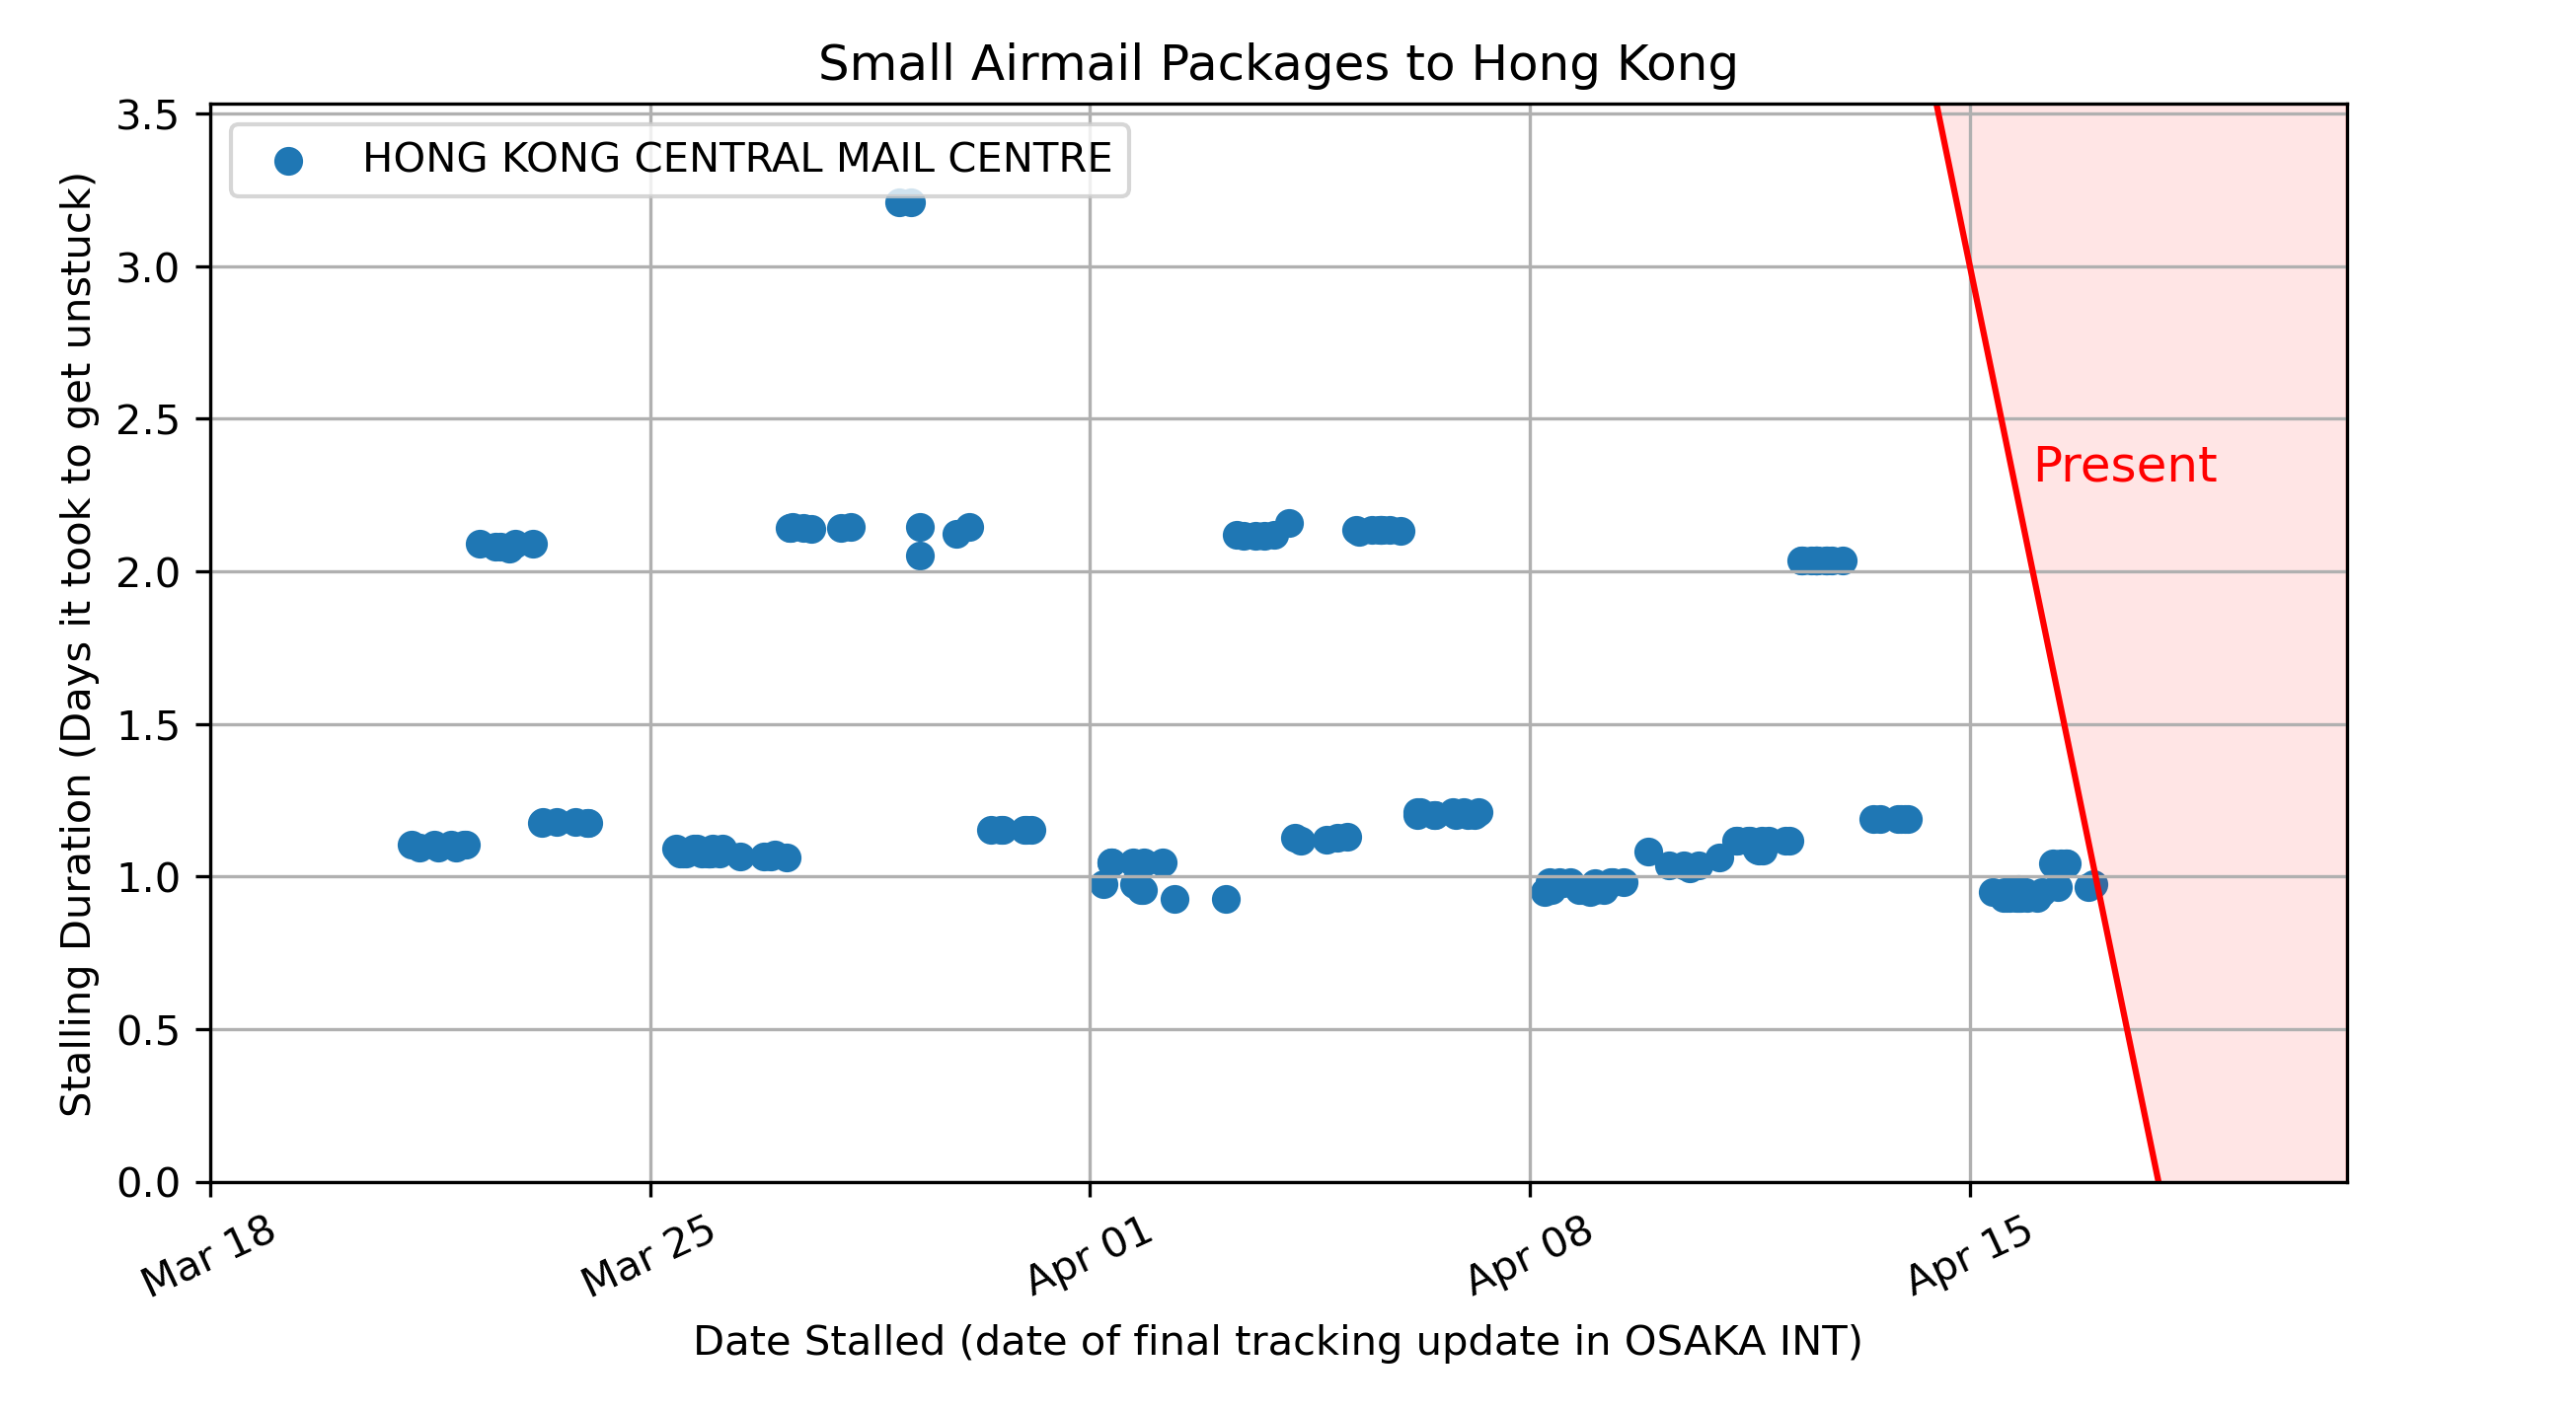 Small Airmail Packages to Hong Kong
3.5
3.0
2.5
2.0
1.5
1.0
0.5
0.0
Stalling Duration (Days it took to get unstuck)
HONG KONG CENTRAL MAIL CENTRE
Present
Mar 18
Mar 25
Apr 01
Apr 08
Apr 15
Date Stalled (date of final tracking update in OSAKA INT)